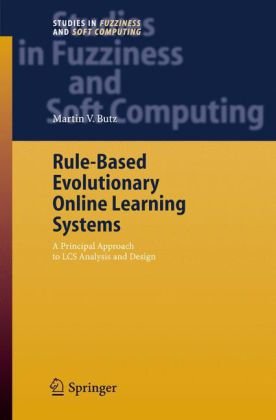 STUDIES IN FUZZINESS
AND SOFT COMPUTING
Studies
in Fuzziness
and
Soft Computing
Martin V. Butz
Rule-Based
Evolutionary
Online Learning
Systems
A Principal Approach
to LCS Analysis and Design
Springer